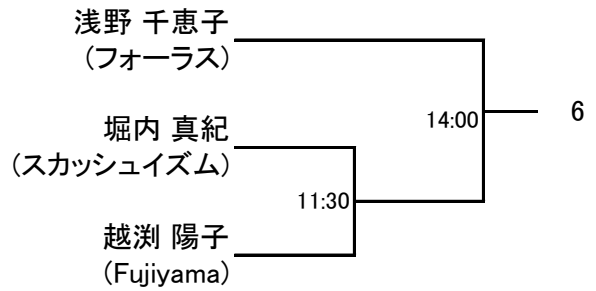 浅野 千恵子
(フォーラス)
14:00
6
堀内 真紀
(スカッシュイズム)
11:30
越渕 陽子
(Fujiyama)